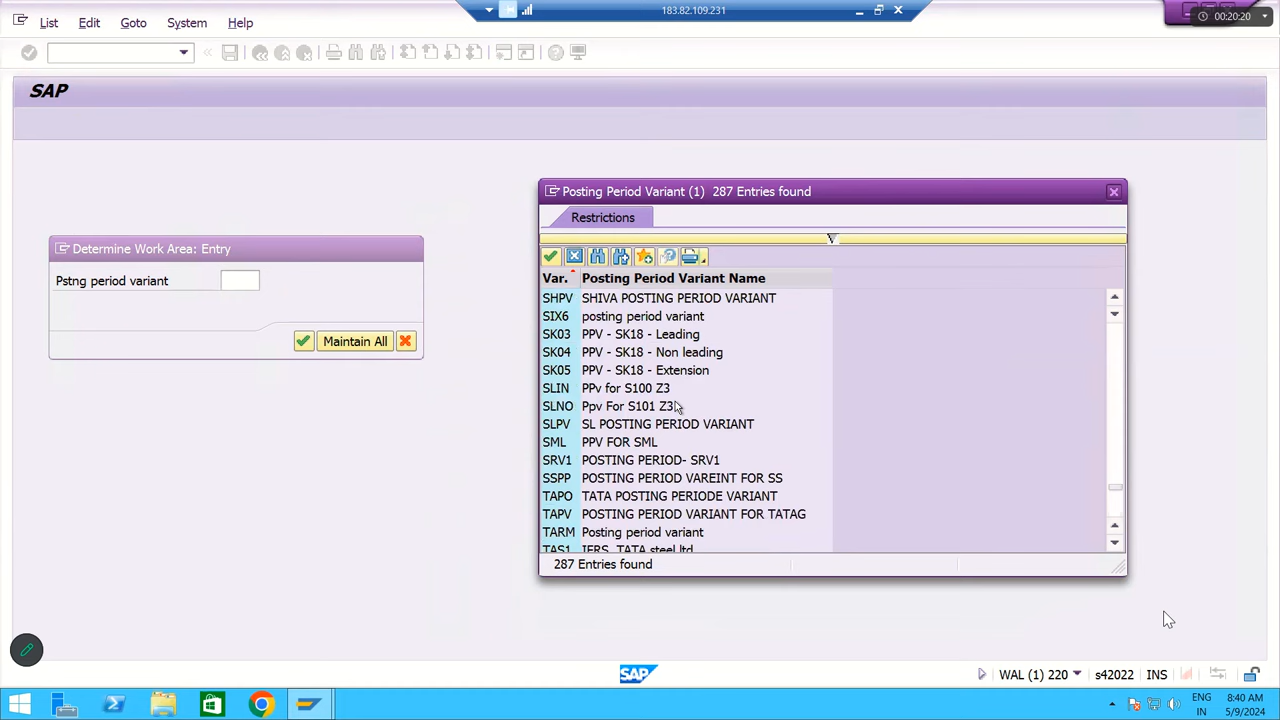 183.82.109.231
00:20:20
List Edit Goto System Help
SAP
Determine Work Area: Entry
Pstng period variant
Maintain All
Posting Period Variant (1) 287 Entries found
Restrictions
Var. Posting Period Variant Name
SHPV SHIVA POSTING PERIOD VARIANT
SIX6 posting period variant
SK03 PPV - SK18 - Leading
SK04 PPV - SK18 - Non leading
SK05 PPV - SK18 - Extension
SLIN PPv for S100 Z3
SLNO Ppv For S101 Z3
SLPV SL POSTING PERIOD VARIANT
SML PPV FOR SML
SRV1 POSTING PERIOD- SRV1
SSPP POSTING PERIOD VAREINT FOR SS
TAPO TATA POSTING PERIODE VARIANT
TAPV POSTING PERIOD VARIANT FOR TATAG
TARM Posting period variant
TAS1 IFRS TATA steel ltd
287 Entries found
SAP
WAL (1) 220 s42022 INS
ENG 8:40 AM
IN 5/9/2024